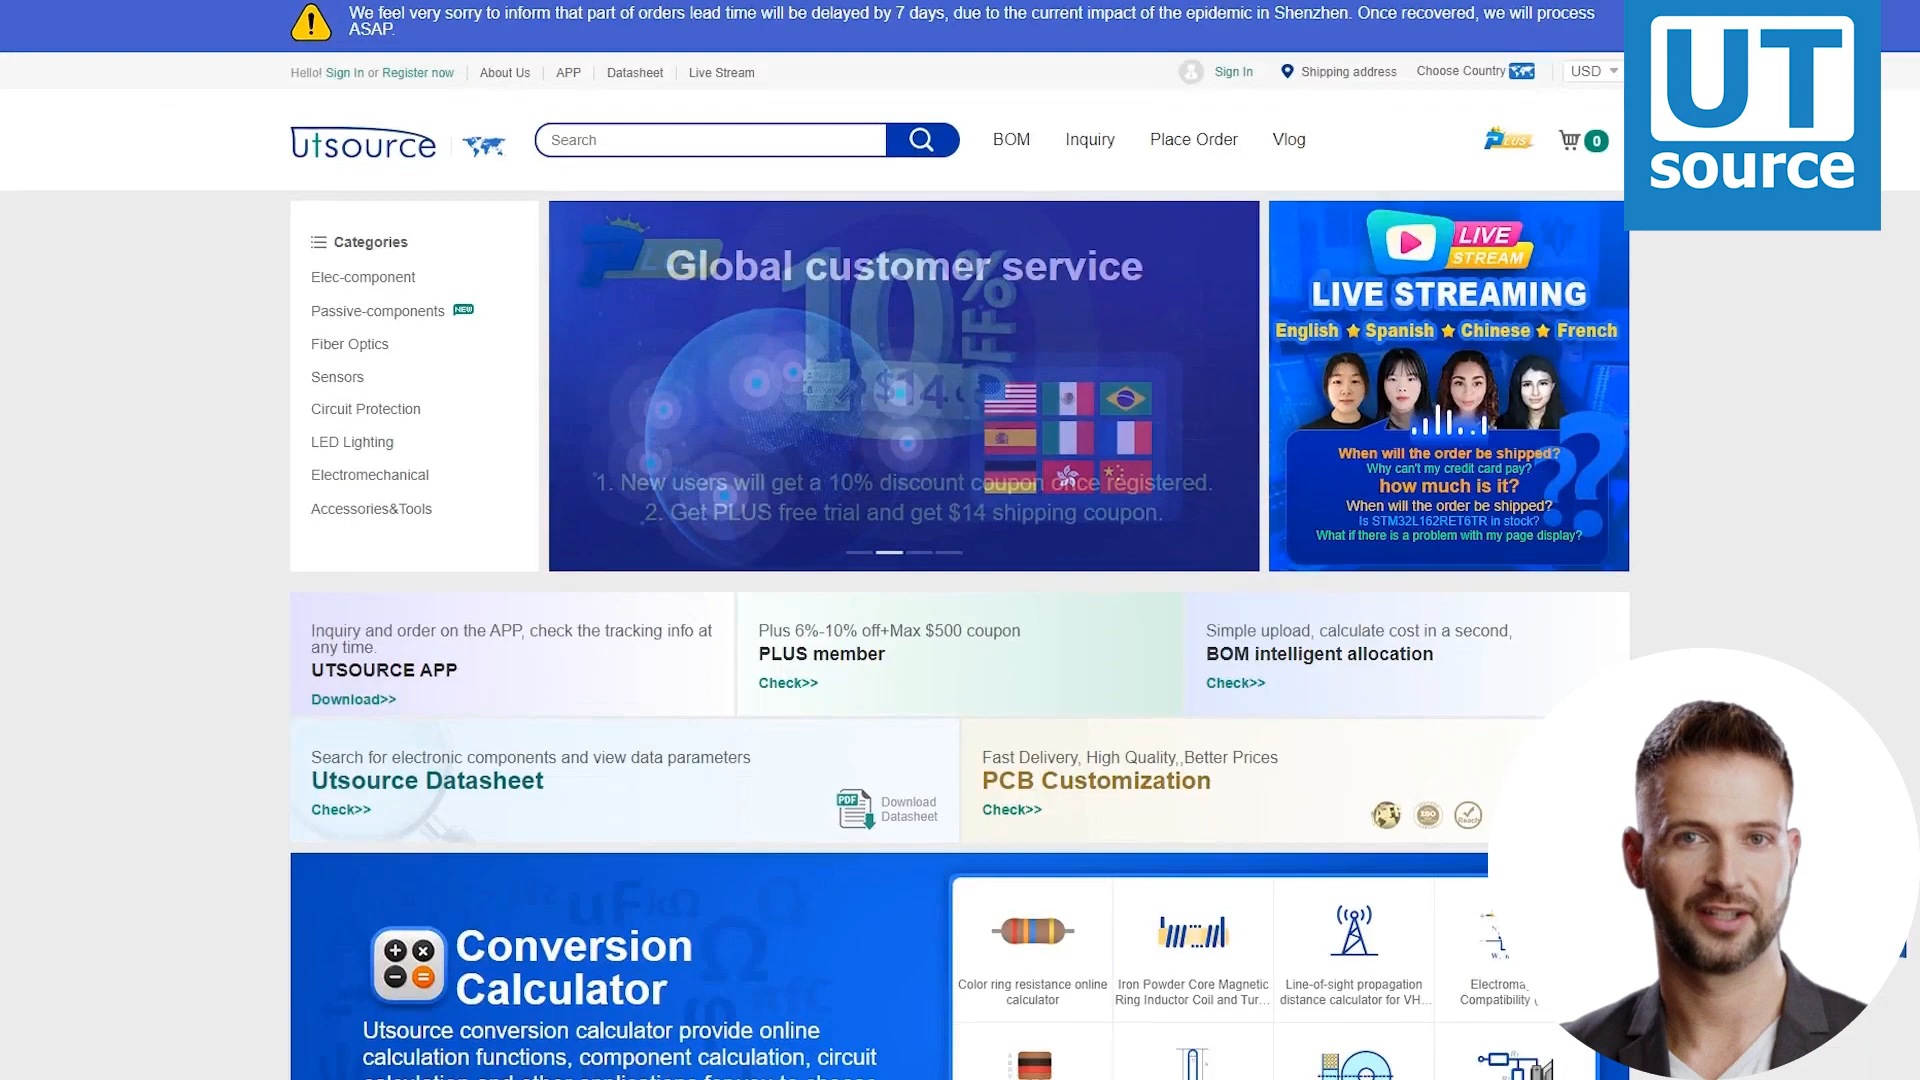 We feel very sorry to inform that part of orders lead time will be delayed by 7 days, due to the current impact of the epidemic in Shenzhen. Once recovered, we will process
ASAP.
Hello! Sign In or Register now
About Us
APP
Datasheet
Live Stream
Sign In
Shipping address
Choose Country
USD
UT
source
utsource
Search
BOM
Inquiry
Place Order
Vlog
PLUS
0
Categories
Elec-component
Passive-components NEW
Fiber Optics
Sensors
Circuit Protection
LED Lighting
Electromechanical
Accessories&Tools
Global customer service
10% OFF
$14
1. New users will get a 10% discount coupon once registered.
2. Get PLUS free trial and get $14 shipping coupon.
LIVE
STREAM
LIVE STREAMING
English ★ Spanish ★ Chinese ★ French
When will the order be shipped?
Why can't my credit card pay?
how much is it?
When will the order be shipped?
Is STM32L162RET6TR in stock?
What if there is a problem with my page display?
Inquiry and order on the APP, check the tracking info at
any time.
UTSOURCE APP
Download>>
Plus 6%-10% off+Max $500 coupon
PLUS member
Check>>
Simple upload, calculate cost in a second,
BOM intelligent allocation
Check>>
Search for electronic components and view data parameters
Utsource Datasheet
Check>>
PDF
Download
Datasheet
Fast Delivery, High Quality,,Better Prices
PCB Customization
Check>>
ISO
Reach
Conversion
Calculator
Utsource conversion calculator provide online
calculation functions, component calculation, circuit
Color ring resistance online
calculator
Iron Powder Core Magnetic
Ring Inductor Coil and Tur...
Line-of-sight propagation
distance calculator for VH...
Electroma
Compatibility